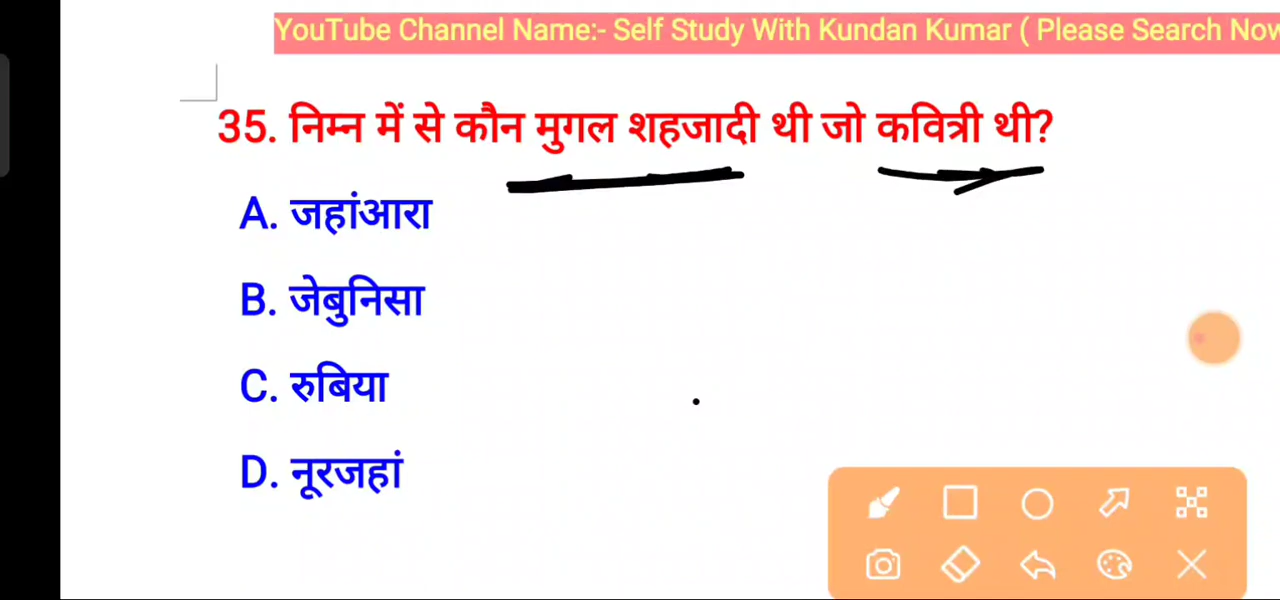 YouTube Channel Name:- Self Study With Kundan Kumar ( Please Search Now
35. निम्न में से कौन मुगल शहजादी थी जो कवित्री थी?
A. जहांआरा
B. जेबुनिसा
C. रुबिया
D. नूरजहां